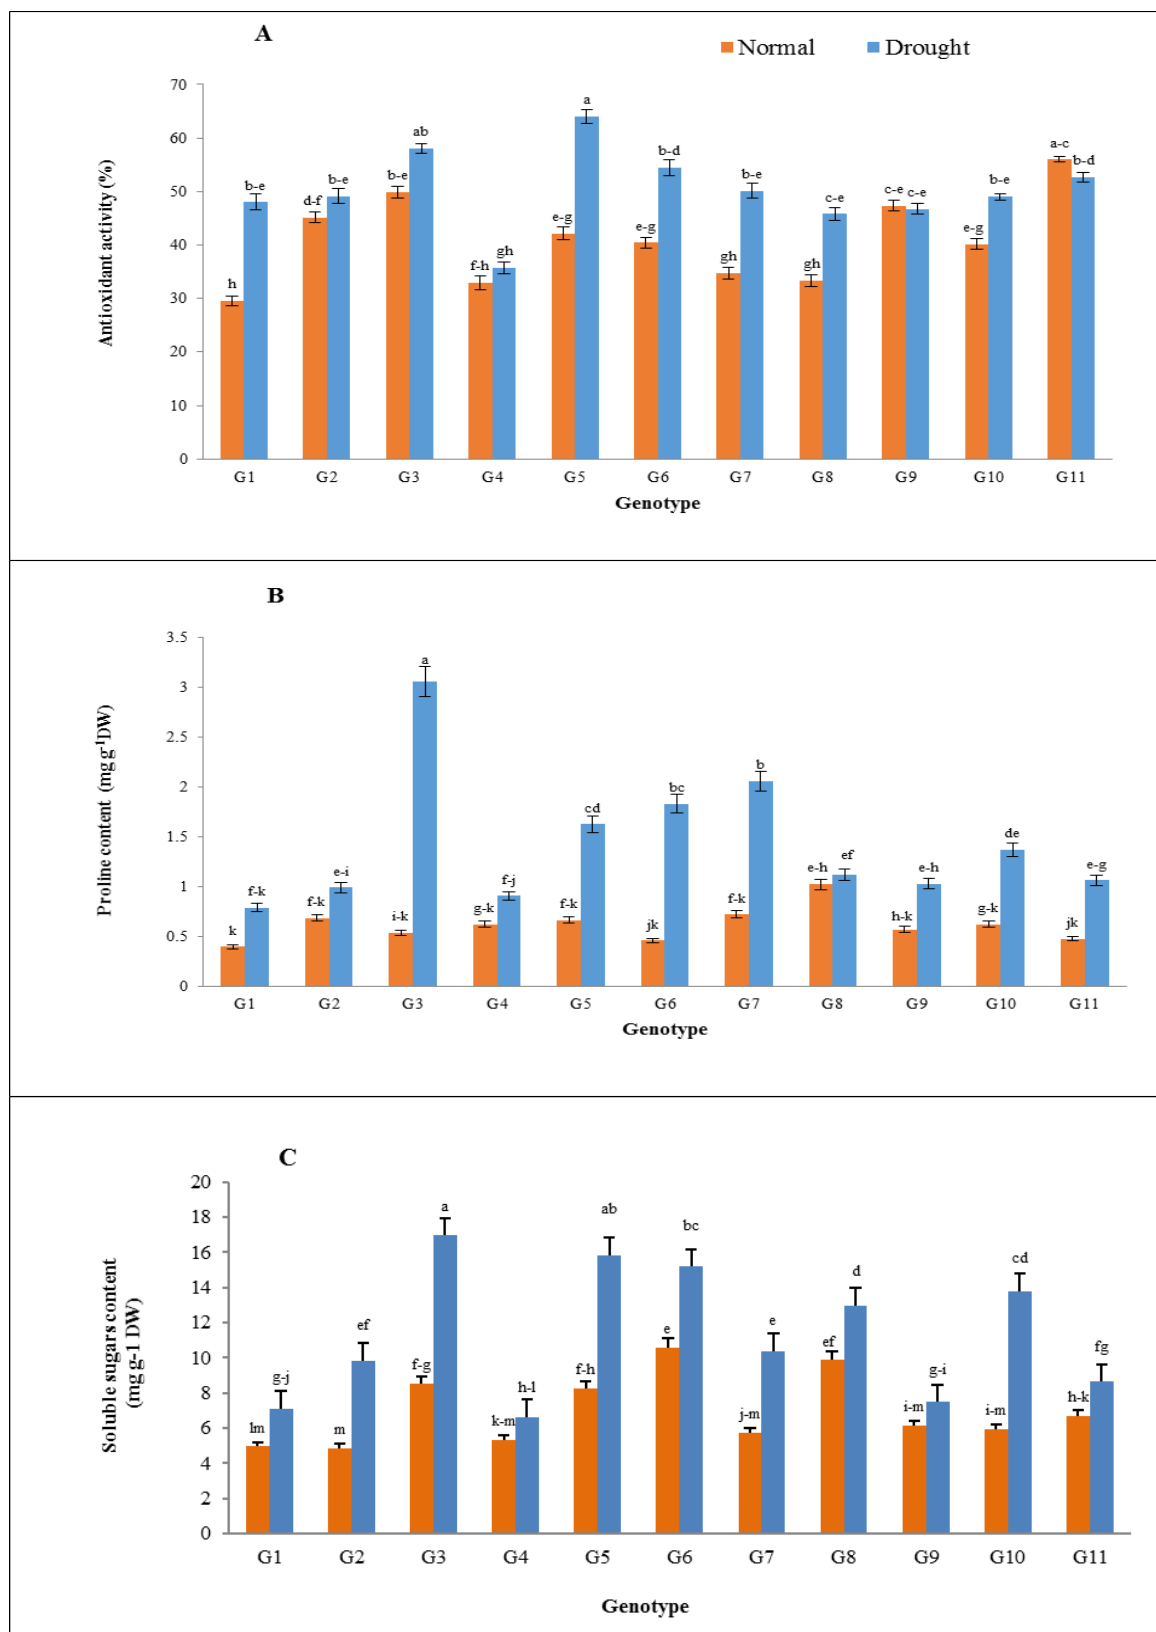 A
Normal Drought
Antioxidant activity (%)
70
60
50
40
30
20
10
0
h b-e d-f b-e b-e ab f-h gh e-g a e-g b-d gh b-e gh c-e c-e c-e e-g b-e a-c b-d
G1 G2 G3 G4 G5 G6 G7 G8 G9 G10 G11
Genotype
B
Proline content (mg g-¹DW)
3.5
3
2.5
2
1.5
1
0.5
0
k f-k f-k e-i i-k a g-k f-j f-k cd jk bc f-k b e-h ef h-k e-h g-k de jk e-g
G1 G2 G3 G4 G5 G6 G7 G8 G9 G10 G11
Genotype
C
Soluble sugars content
(mg g-1 DW)
20
18
16
14
12
10
8
6
4
2
0
lm g-j m ef f-g a k-m h-l f-h ab e bc j-m e ef d i-m g-i i-m cd h-k fg
G1 G2 G3 G4 G5 G6 G7 G8 G9 G10 G11
Genotype